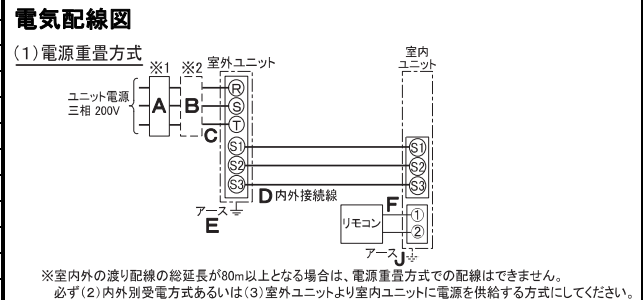 電気配線図
(1)電源重畳方式
※1 ※2 室外ユニット 室内ユニット
ユニット電源
三相 200V
A B C
R
S
T
S1 S1
S2 S2
S3 S3
D 内外接続線
アース
E
リモコン F ① ②
アース J
※室内外の渡り配線の総延長が80m以上となる場合は、電源重畳方式での配線はできません。
必ず(2)内外別受電方式あるいは(3)室外ユニットより室内ユニットに電源を供給する方式にしてください。